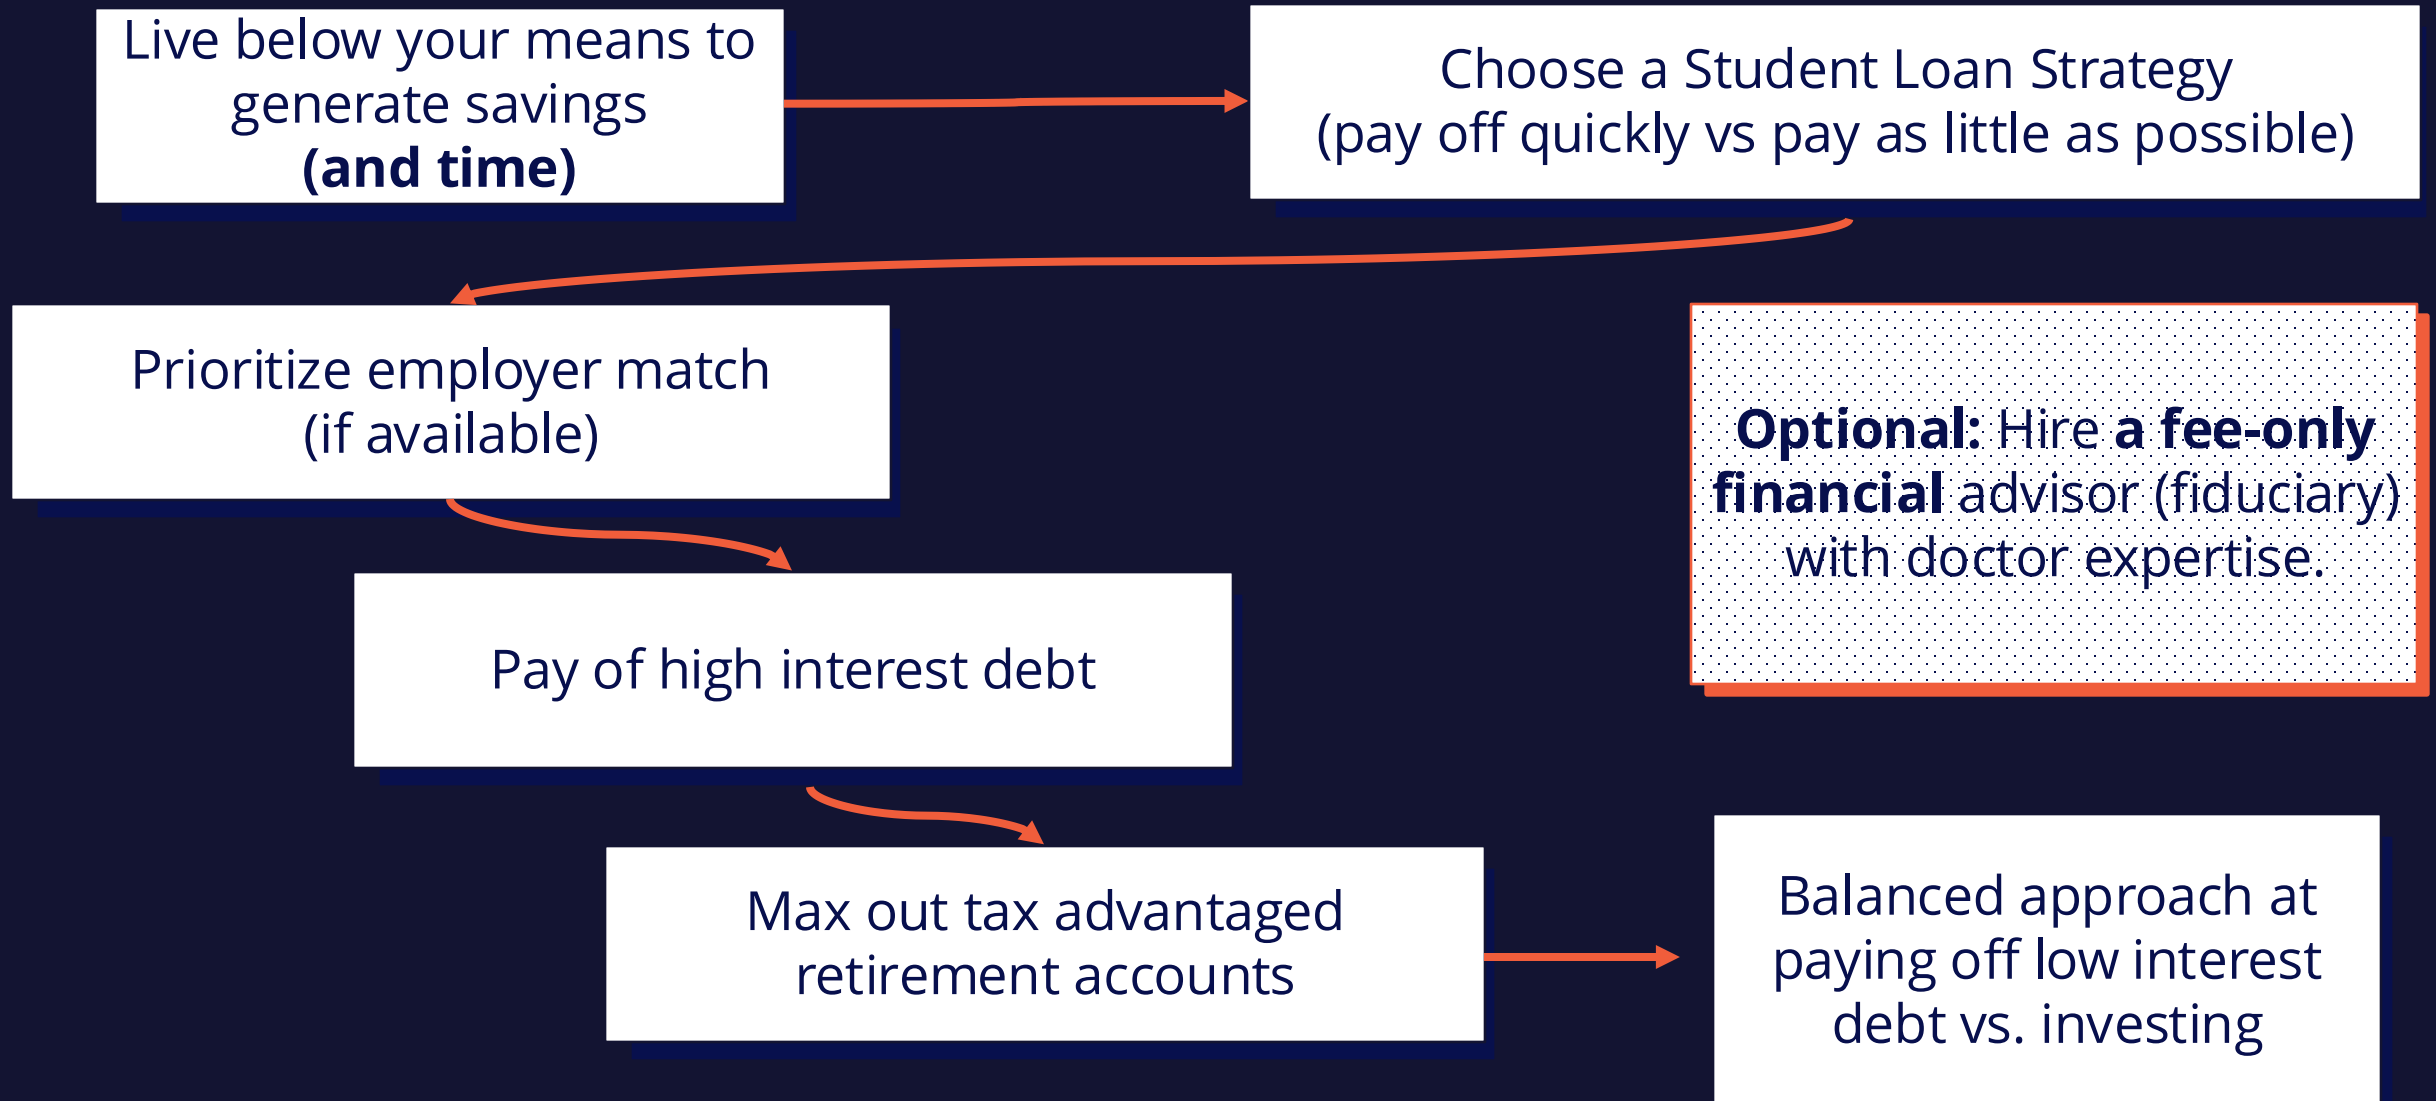 Live below your means to
generate savings
(and time)
Choose a Student Loan Strategy
(pay off quickly vs pay as little as possible)
Prioritize employer match
(if available)
Optional: Hire a fee-only
financial advisor (fiduciary)
with doctor expertise.
Pay of high interest debt
Max out tax advantaged
retirement accounts
Balanced approach at
paying off low interest
debt vs. investing